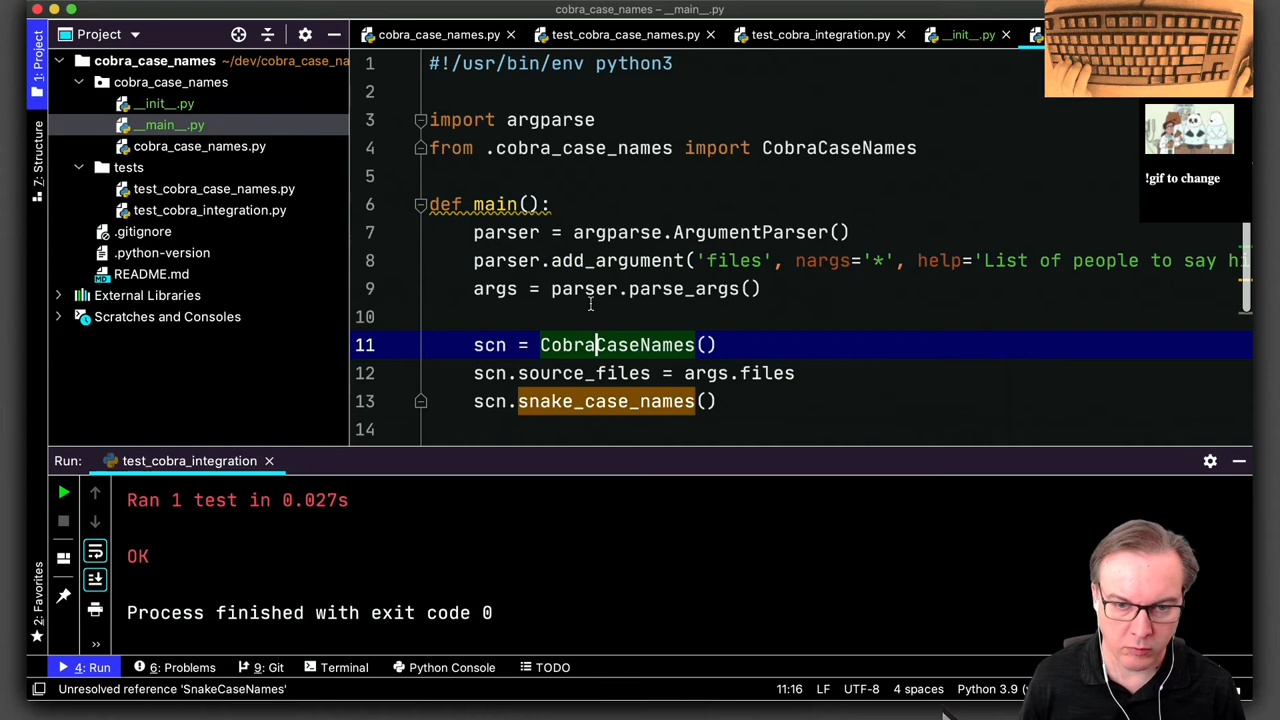 cobra_case_names – __main__.py
1: Project
Project
cobra_case_names.py
test_cobra_case_names.py
test_cobra_integration.py
__init__.py
cobra_case_names ~/dev/cobra_case_na
cobra_case_names
__init__.py
__main__.py
cobra_case_names.py
tests
test_cobra_case_names.py
test_cobra_integration.py
.gitignore
.python-version
README.md
External Libraries
Scratches and Consoles
7: Structure
2: Favorites
1 #!/usr/bin/env python3
2
3 import argparse
4 from .cobra_case_names import CobraCaseNames
5
6 def main():
7 parser = argparse.ArgumentParser()
8 parser.add_argument('files', nargs='*', help='List of people to say hi
9 args = parser.parse_args()
10
11 scn = CobraCaseNames()
12 scn.source_files = args.files
13 scn.snake_case_names()
14
!gif to change
Run: test_cobra_integration
Ran 1 test in 0.027s
OK
Process finished with exit code 0
»
4: Run
6: Problems
9: Git
Terminal
Python Console
TODO
Unresolved reference 'SnakeCaseNames'
11:16 LF UTF-8 4 spaces Python 3.9